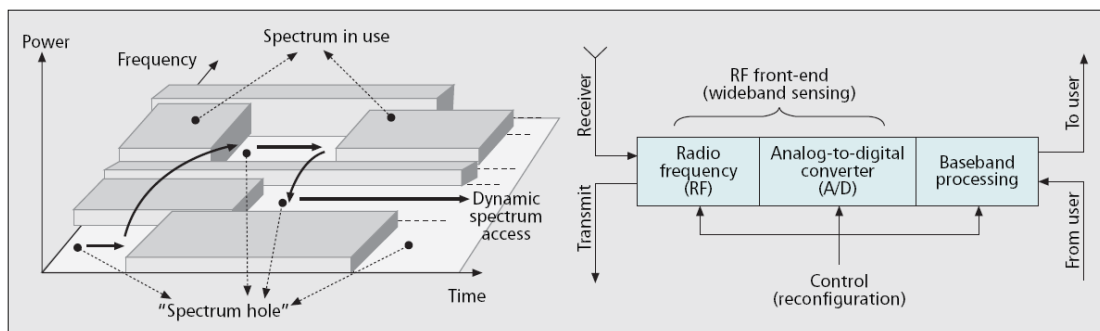 Power
Frequency
Spectrum in use
Dynamic
spectrum
access
Time
“Spectrum hole”
Receiver
Transmit
RF front-end
(wideband sensing)
Radio
frequency
(RF)
Analog-to-digital
converter
(A/D)
Baseband
processing
To user
From user
Control
(reconfiguration)